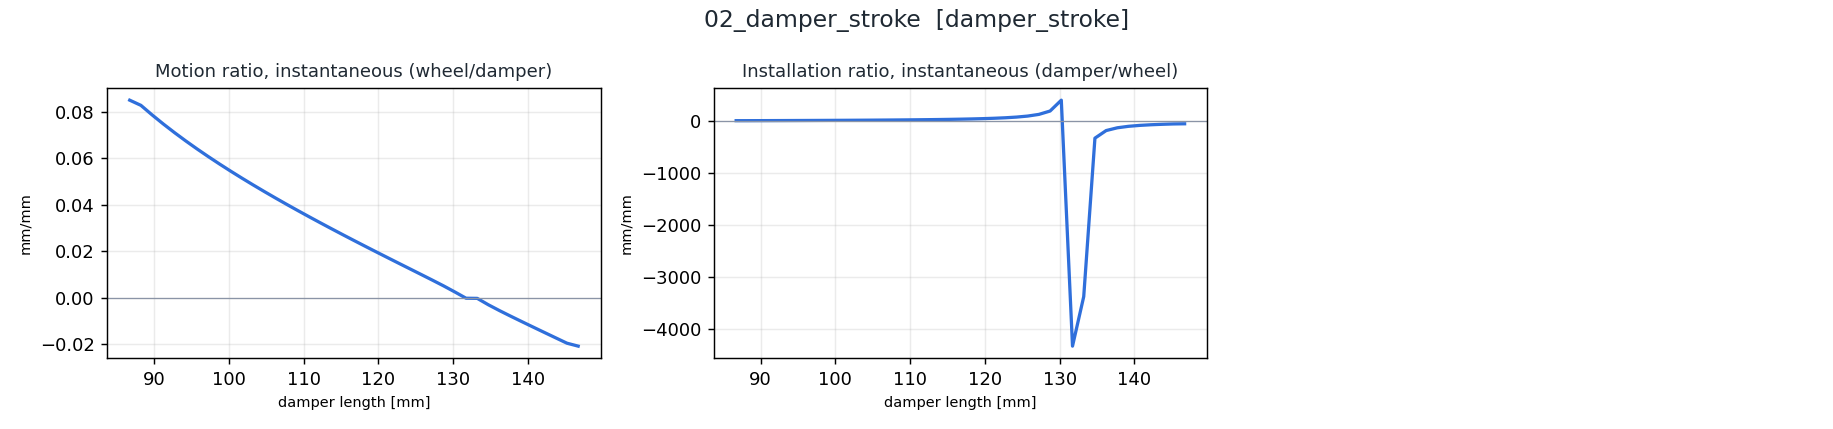 02_damper_stroke  [damper_stroke]
Motion ratio, instantaneous (wheel/damper)
mm/mm
0.08
0.06
0.04
0.02
0.00
−0.02
90 100 110 120 130 140
damper length [mm]
Installation ratio, instantaneous (damper/wheel)
mm/mm
0
−1000
−2000
−3000
−4000
90 100 110 120 130 140
damper length [mm]